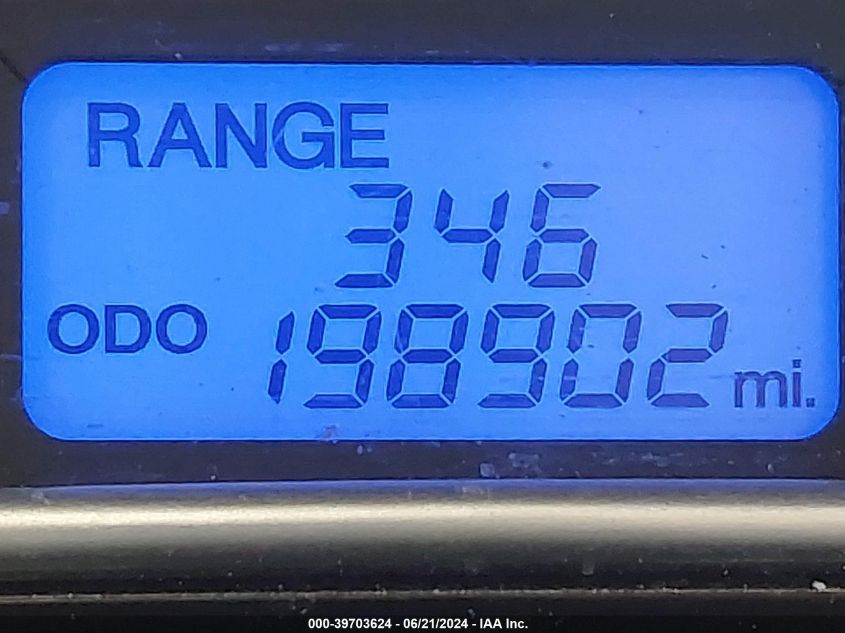 RANGE
346
ODO 198902 mi.
000-39703624 - 06/21/2024 - IAA Inc.